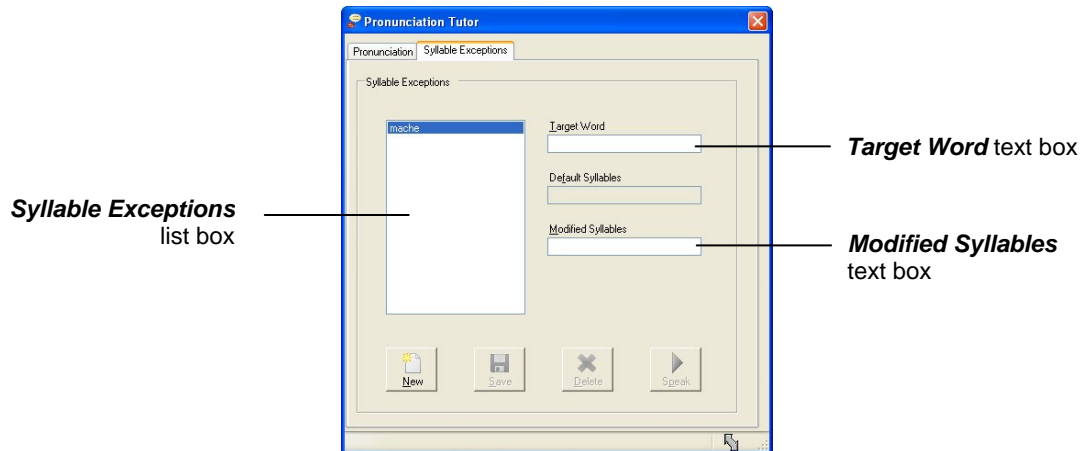 Pronunciation Tutor
Pronunciation Syllable Exceptions
Syllable Exceptions
mache
Target Word
Default Syllables
Modified Syllables
New Save Delete Speak
Syllable Exceptions
list box
Target Word text box
Modified Syllables
text box